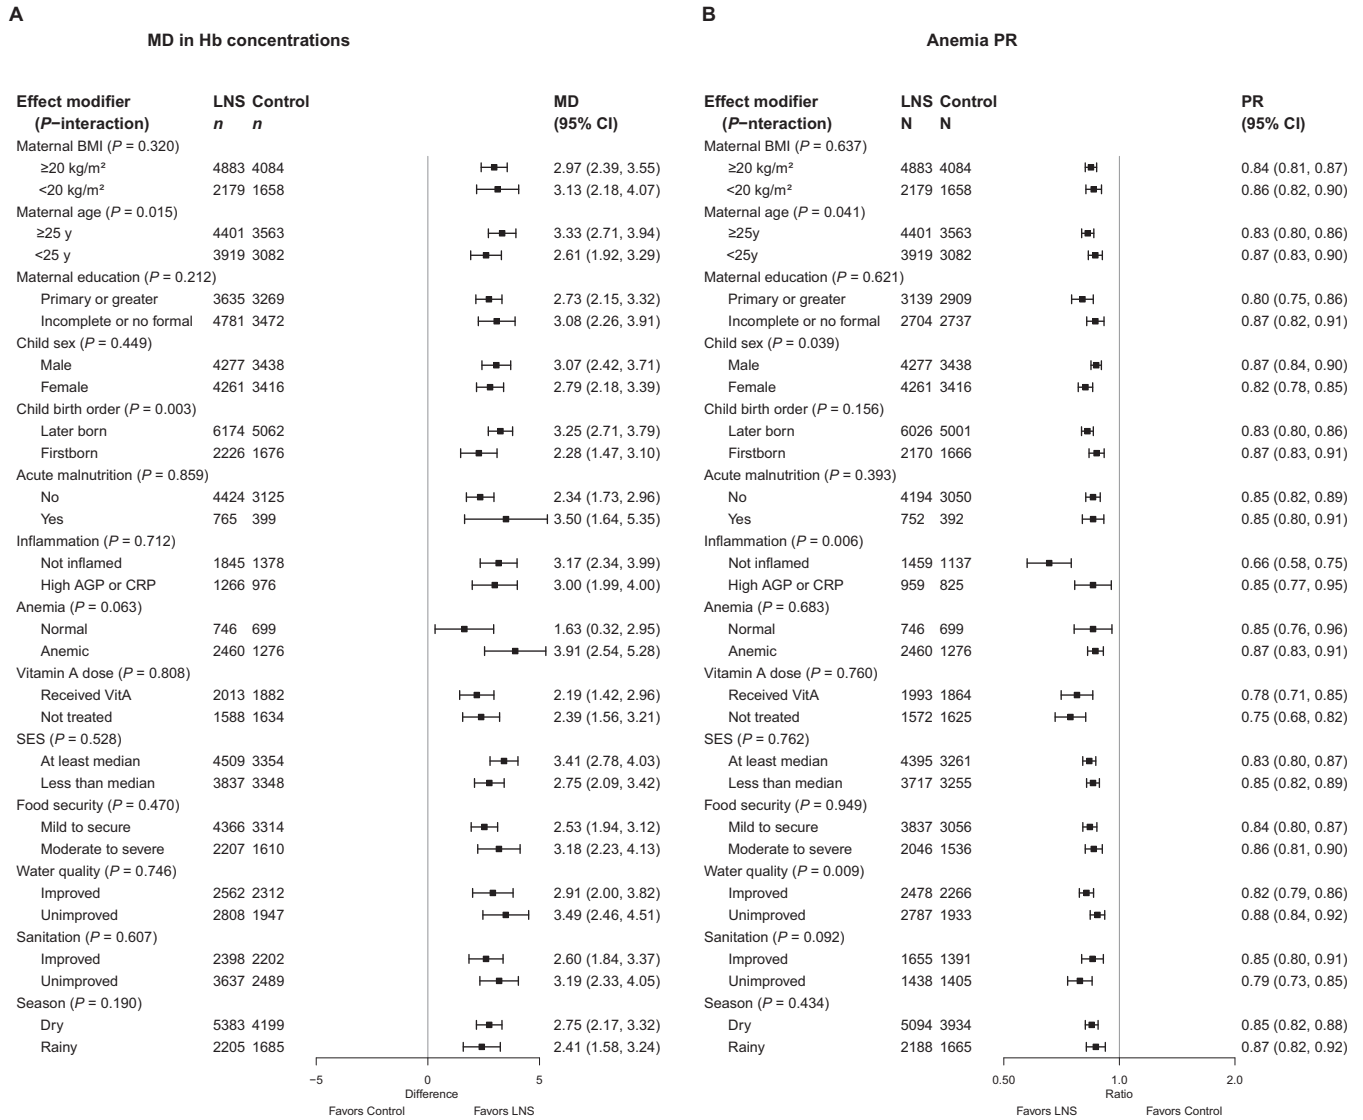 A
MD in Hb concentrations
Effect modifier LNS Control MD
(P−interaction) n n (95% CI)
Maternal BMI (P = 0.320)
≥20 kg/m² 4883 4084 2.97 (2.39, 3.55)
<20 kg/m² 2179 1658 3.13 (2.18, 4.07)
Maternal age (P = 0.015)
≥25 y 4401 3563 3.33 (2.71, 3.94)
<25 y 3919 3082 2.61 (1.92, 3.29)
Maternal education (P = 0.212)
Primary or greater 3635 3269 2.73 (2.15, 3.32)
Incomplete or no formal 4781 3472 3.08 (2.26, 3.91)
Child sex (P = 0.449)
Male 4277 3438 3.07 (2.42, 3.71)
Female 4261 3416 2.79 (2.18, 3.39)
Child birth order (P = 0.003)
Later born 6174 5062 3.25 (2.71, 3.79)
Firstborn 2226 1676 2.28 (1.47, 3.10)
Acute malnutrition (P = 0.859)
No 4424 3125 2.34 (1.73, 2.96)
Yes 765 399 3.50 (1.64, 5.35)
Inflammation (P = 0.712)
Not inflamed 1845 1378 3.17 (2.34, 3.99)
High AGP or CRP 1266 976 3.00 (1.99, 4.00)
Anemia (P = 0.063)
Normal 746 699 1.63 (0.32, 2.95)
Anemic 2460 1276 3.91 (2.54, 5.28)
Vitamin A dose (P = 0.808)
Received VitA 2013 1882 2.19 (1.42, 2.96)
Not treated 1588 1634 2.39 (1.56, 3.21)
SES (P = 0.528)
At least median 4509 3354 3.41 (2.78, 4.03)
Less than median 3837 3348 2.75 (2.09, 3.42)
Food security (P = 0.470)
Mild to secure 4366 3314 2.53 (1.94, 3.12)
Moderate to severe 2207 1610 3.18 (2.23, 4.13)
Water quality (P = 0.746)
Improved 2562 2312 2.91 (2.00, 3.82)
Unimproved 2808 1947 3.49 (2.46, 4.51)
Sanitation (P = 0.607)
Improved 2398 2202 2.60 (1.84, 3.37)
Unimproved 3637 2489 3.19 (2.33, 4.05)
Season (P = 0.190)
Dry 5383 4199 2.75 (2.17, 3.32)
Rainy 2205 1685 2.41 (1.58, 3.24)
−5 0 5
Difference
Favors Control Favors LNS
B
Anemia PR
Effect modifier LNS Control PR
(P−nteraction) N N (95% CI)
Maternal BMI (P = 0.637)
≥20 kg/m² 4883 4084 0.84 (0.81, 0.87)
<20 kg/m² 2179 1658 0.86 (0.82, 0.90)
Maternal age (P = 0.041)
≥25y 4401 3563 0.83 (0.80, 0.86)
<25y 3919 3082 0.87 (0.83, 0.90)
Maternal education (P = 0.621)
Primary or greater 3139 2909 0.80 (0.75, 0.86)
Incomplete or no formal 2704 2737 0.87 (0.82, 0.91)
Child sex (P = 0.039)
Male 4277 3438 0.87 (0.84, 0.90)
Female 4261 3416 0.82 (0.78, 0.85)
Child birth order (P = 0.156)
Later born 6026 5001 0.83 (0.80, 0.86)
Firstborn 2170 1666 0.87 (0.83, 0.91)
Acute malnutrition (P = 0.393)
No 4194 3050 0.85 (0.82, 0.89)
Yes 752 392 0.85 (0.80, 0.91)
Inflammation (P = 0.006)
Not inflamed 1459 1137 0.66 (0.58, 0.75)
High AGP or CRP 959 825 0.85 (0.77, 0.95)
Anemia (P = 0.683)
Normal 746 699 0.85 (0.76, 0.96)
Anemic 2460 1276 0.87 (0.83, 0.91)
Vitamin A dose (P = 0.760)
Received VitA 1993 1864 0.78 (0.71, 0.85)
Not treated 1572 1625 0.75 (0.68, 0.82)
SES (P = 0.762)
At least median 4395 3261 0.83 (0.80, 0.87)
Less than median 3717 3255 0.85 (0.82, 0.89)
Food security (P = 0.949)
Mild to secure 3837 3056 0.84 (0.80, 0.87)
Moderate to severe 2046 1536 0.86 (0.81, 0.90)
Water quality (P = 0.009)
Improved 2478 2266 0.82 (0.79, 0.86)
Unimproved 2787 1933 0.88 (0.84, 0.92)
Sanitation (P = 0.092)
Improved 1655 1391 0.85 (0.80, 0.91)
Unimproved 1438 1405 0.79 (0.73, 0.85)
Season (P = 0.434)
Dry 5094 3934 0.85 (0.82, 0.88)
Rainy 2188 1665 0.87 (0.82, 0.92)
0.50 1.0 2.0
Ratio
Favors LNS Favors Control